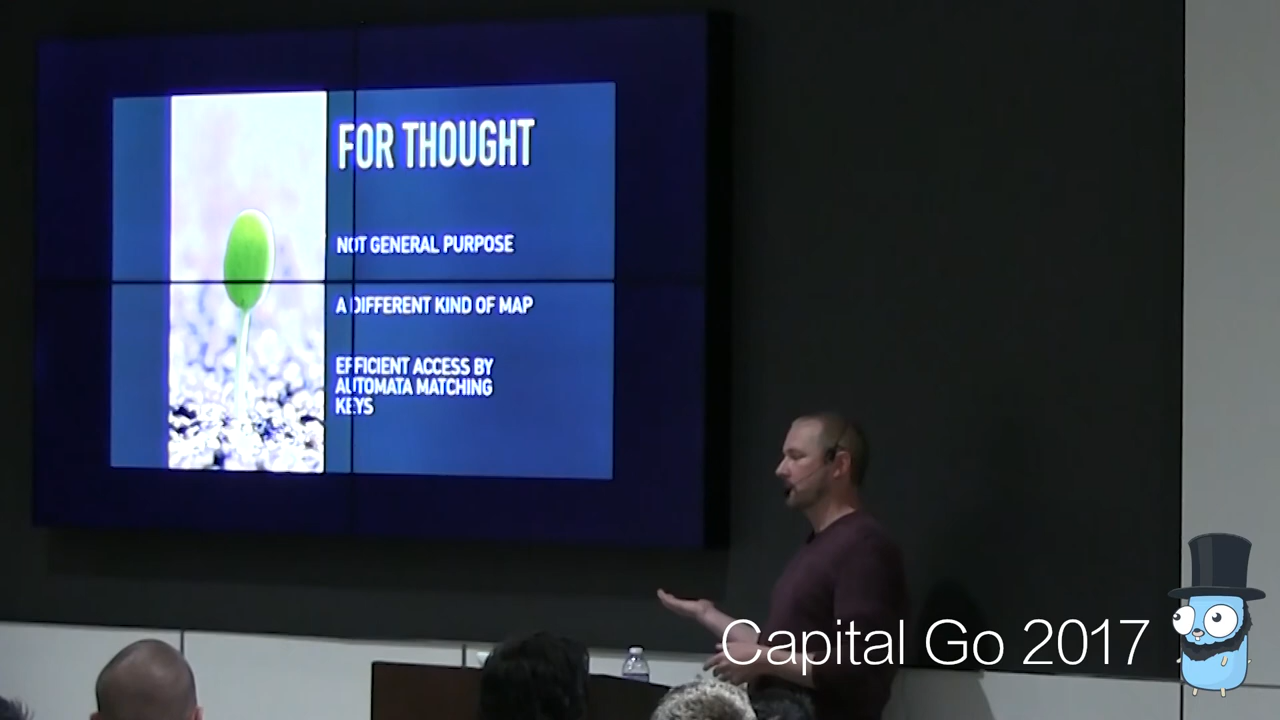 FOR THOUGHT
NOT GENERAL PURPOSE
A DIFFERENT KIND OF MAP
EFFICIENT ACCESS BY
AUTOMATA MATCHING
KEYS
Capital Go 2017